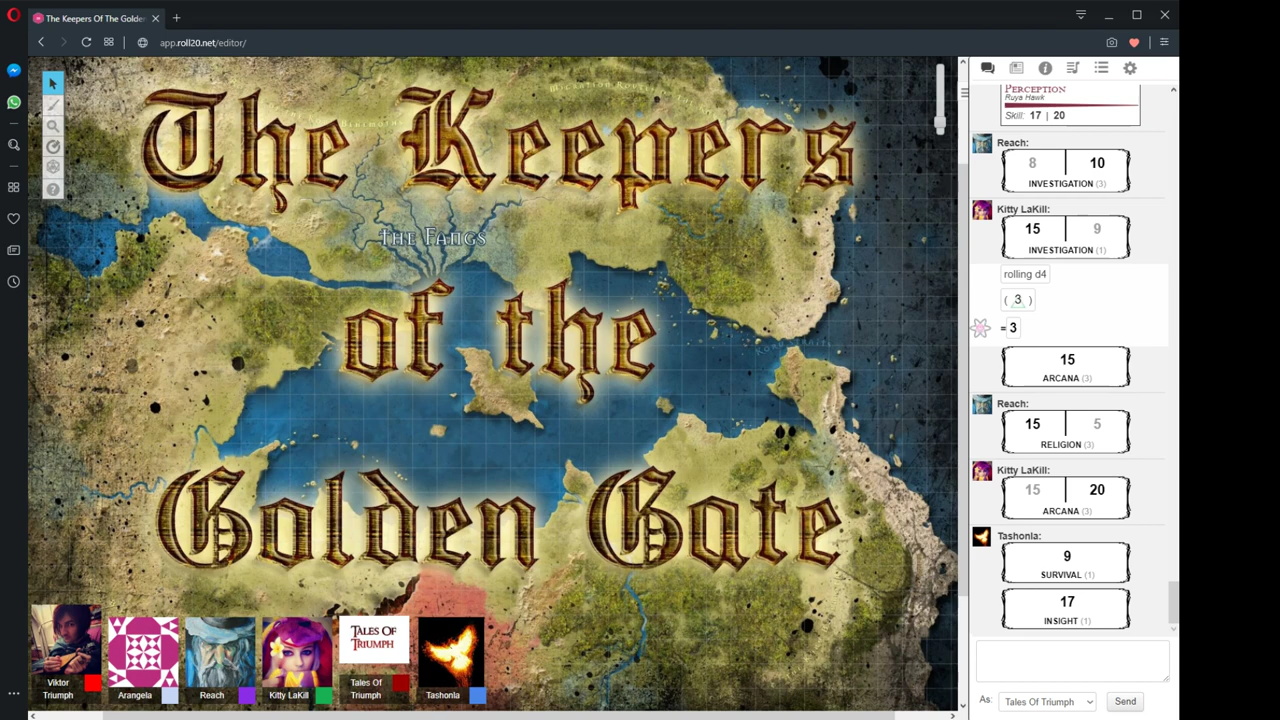 The Keepers Of The Golden
app.roll20.net/editor/
The Keepers
The Fangs
of the
Golden Gate
Viktor
Triumph
Arangela
Reach
Kitty LaKill
Tales Of
Triumph
Tales Of
Triumph
Tashonia
Perception
Ruya Hawk
Skill: 17 | 20
Reach:
8 10
INVESTIGATION (3)
Kitty LaKill:
15 9
INVESTIGATION (1)
rolling d4
( 3 )
= 3
15
ARCANA (3)
Reach:
15 5
RELIGION (3)
Kitty LaKill:
15 20
ARCANA (3)
Tashonia:
9
SURVIVAL (1)
17
INSIGHT (1)
As:
Tales Of Triumph
Send